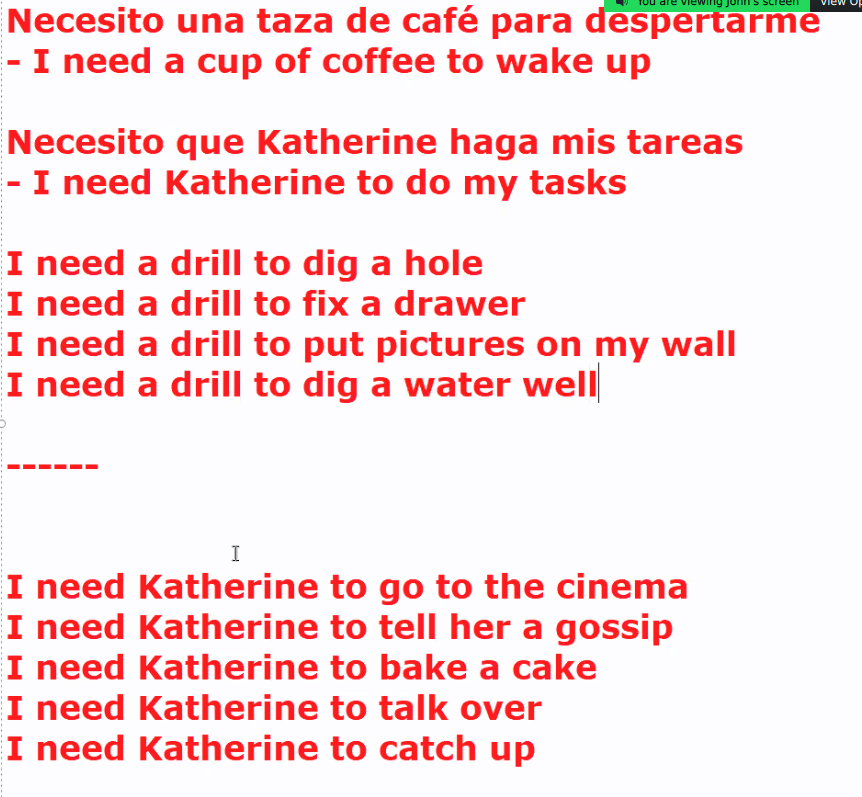 You are viewing John's screen
View Op
Necesito una taza de café para despertarme
- I need a cup of coffee to wake up
Necesito que Katherine haga mis tareas
- I need Katherine to do my tasks
I need a drill to dig a hole
I need a drill to fix a drawer
I need a drill to put pictures on my wall
I need a drill to dig a water well
------
I need Katherine to go to the cinema
I need Katherine to tell her a gossip
I need Katherine to bake a cake
I need Katherine to talk over
I need Katherine to catch up